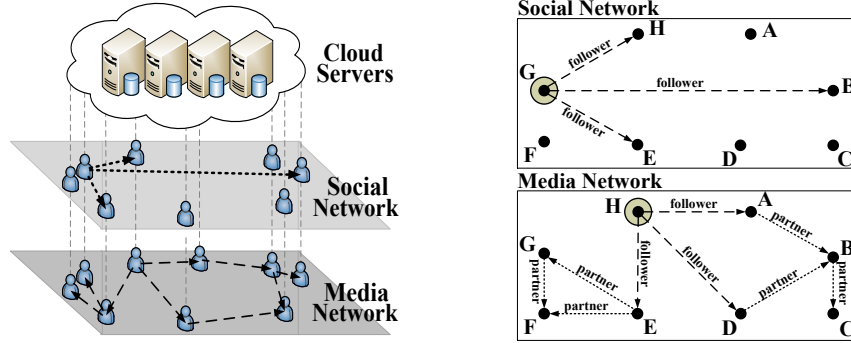 Cloud
Servers
Social
Network
Media
Network
Social Network
H
A
follower
G
follower
B
follower
F
E
D
C
Media Network
H
follower
A
partner
G
B
follower
follower
partner
partner
partner
partner
partner
F
E
D
C